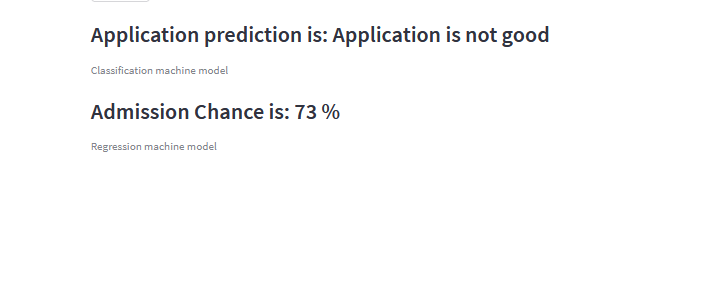 Application prediction is: Application is not good
Classification machine model
Admission Chance is: 73 %
Regression machine model